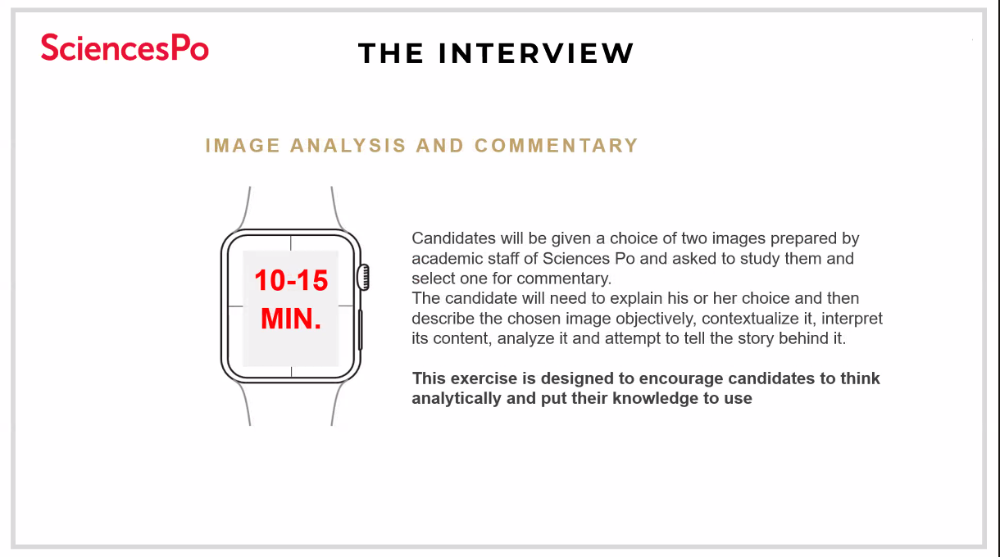 SciencesPo
THE INTERVIEW
IMAGE ANALYSIS AND COMMENTARY
10-15
MIN.
Candidates will be given a choice of two images prepared by
academic staff of Sciences Po and asked to study them and
select one for commentary.
The candidate will need to explain his or her choice and then
describe the chosen image objectively, contextualize it, interpret
its content, analyze it and attempt to tell the story behind it.
This exercise is designed to encourage candidates to think
analytically and put their knowledge to use